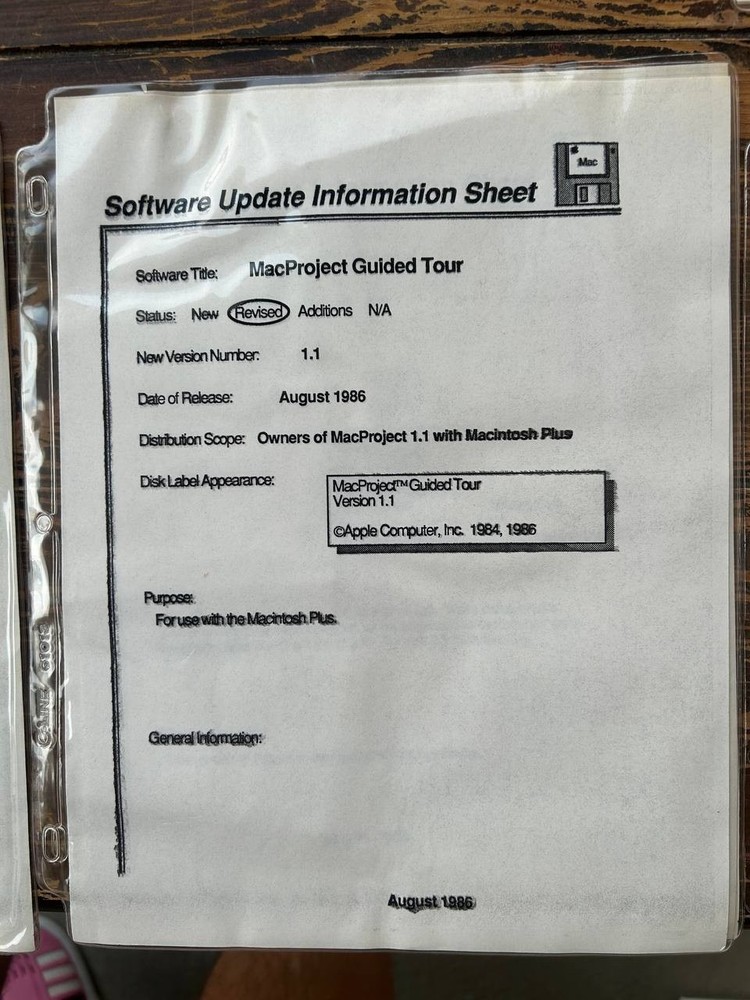 Mac
Software Update Information Sheet
Software Title: MacProject Guided Tour
Status: New Revised Additions N/A
New Version Number: 1.1
Date of Release: August 1986
Distribution Scope: Owners of MacProject 1.1 with Macintosh Plus
Disk Label Appearance:
MacProject™ Guided Tour
Version 1.1
©Apple Computer, Inc. 1984, 1986
Purpose:
For use with the Macintosh Plus.
General Information:
August 1986